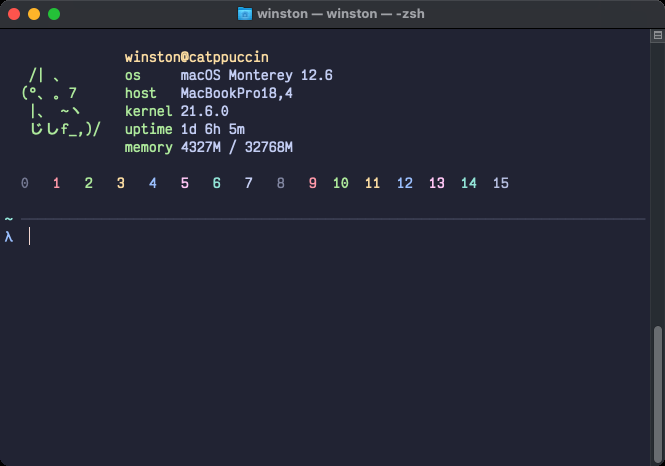 winston — winston — -zsh
winston@catppuccin
/| 、 os macOS Monterey 12.6
(°、 。7 host MacBookPro18,4
|、 ~ヽ kernel 21.6.0
じしf_,)/ uptime 1d 6h 5m
memory 4327M / 32768M
0 1 2 3 4 5 6 7 8 9 10 11 12 13 14 15
~
λ